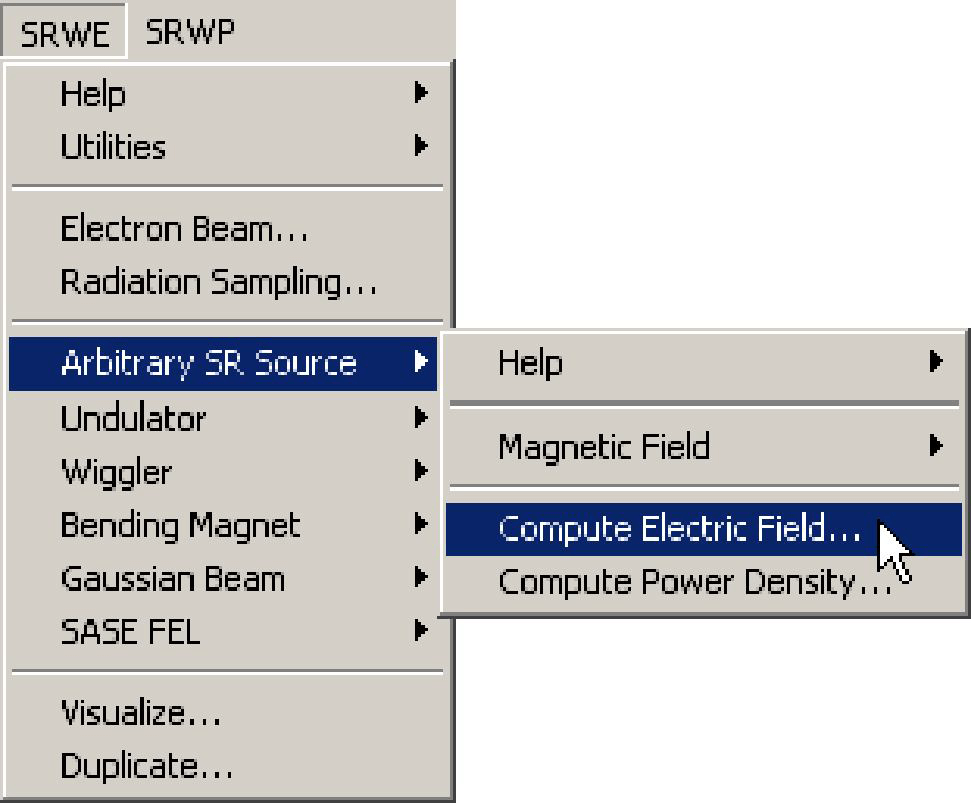 SRWE SRWP
Help
Utilities
Electron Beam...
Radiation Sampling...
Arbitrary SR Source
Undulator
Wiggler
Bending Magnet
Gaussian Beam
SASE FEL
Visualize...
Duplicate...
Help
Magnetic Field
Compute Electric Field...
Compute Power Density...